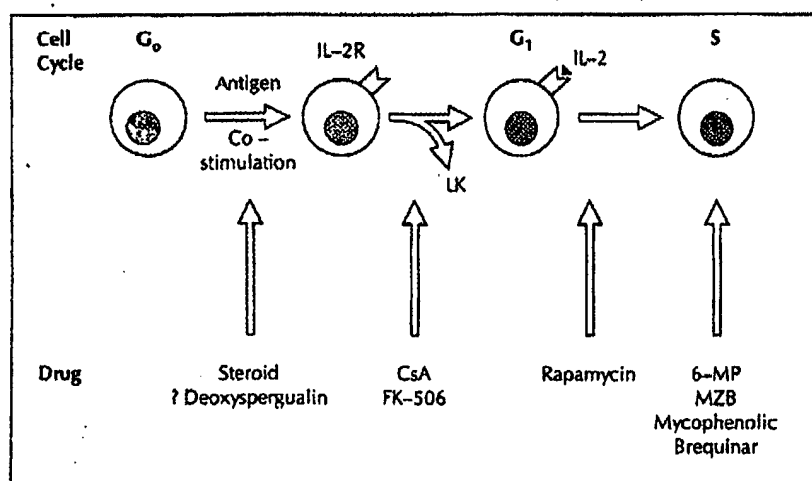 Cell Cycle
G₀
IL-2R
G₁
IL-2
S
Antigen
Co-
stimulation
LK
Drug
Steroid
? Deoxyspergualin
CsA
FK-506
Rapamycin
6-MP
MZB
Mycophenolic
Brequinar